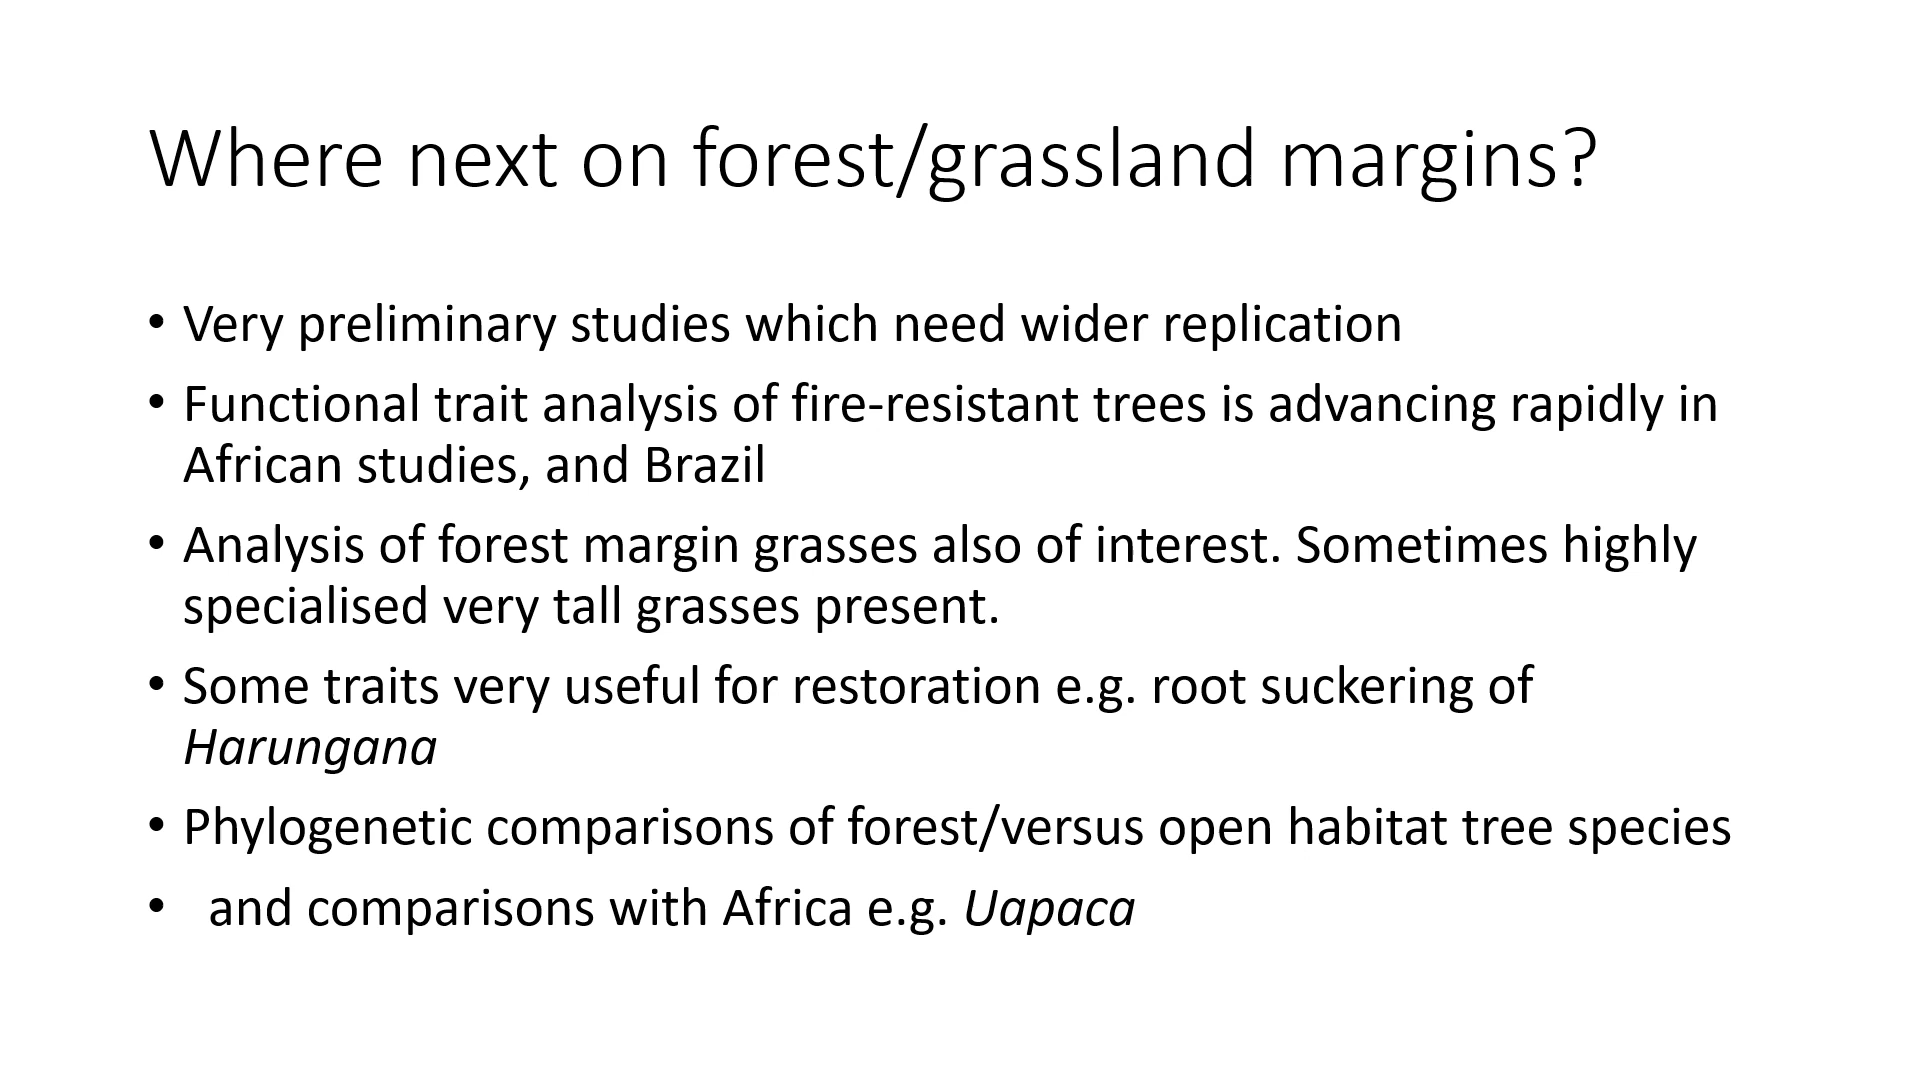 Where next on forest/grassland margins?
• Very preliminary studies which need wider replication
• Functional trait analysis of fire-resistant trees is advancing rapidly in
African studies, and Brazil
• Analysis of forest margin grasses also of interest. Sometimes highly
specialised very tall grasses present.
• Some traits very useful for restoration e.g. root suckering of
Harungana
• Phylogenetic comparisons of forest/versus open habitat tree species
• and comparisons with Africa e.g. Uapaca